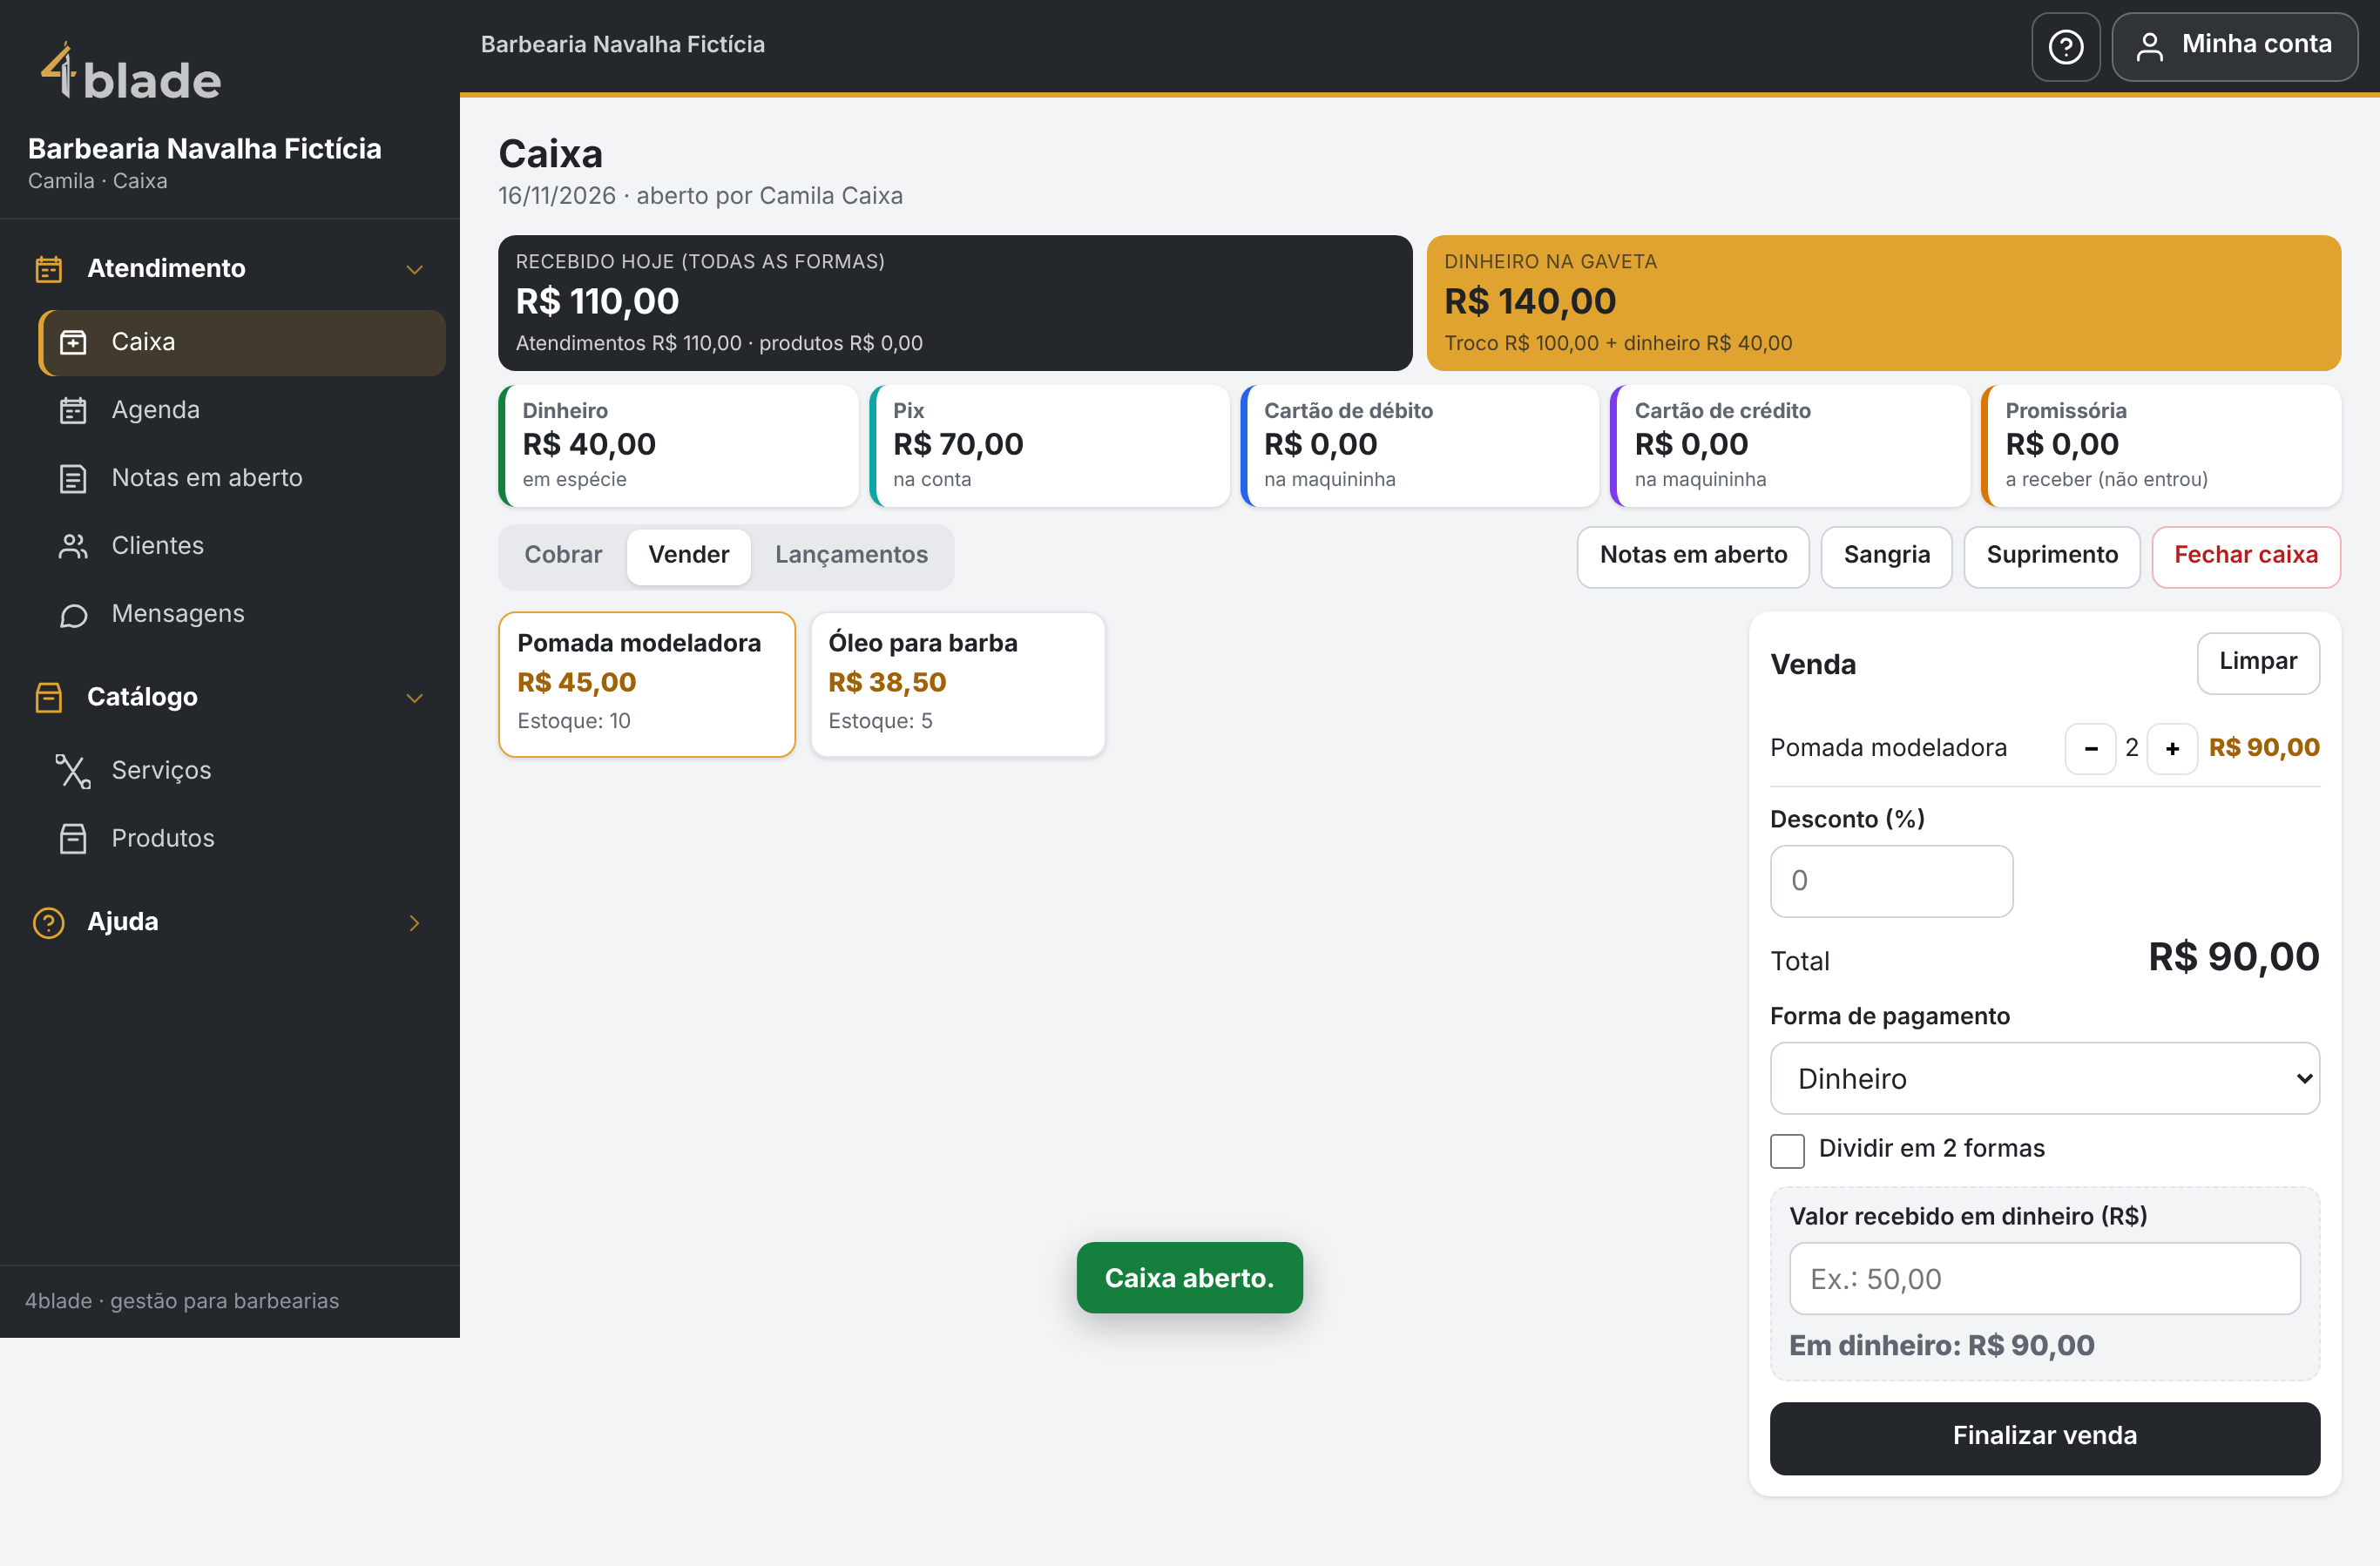 4blade
Barbearia Navalha Fictícia
Camila · Caixa
Atendimento
Caixa
Agenda
Notas em aberto
Clientes
Mensagens
Catálogo
Serviços
Produtos
Ajuda
4blade · gestão para barbearias
Barbearia Navalha Fictícia
Minha conta
Caixa
16/11/2026 · aberto por Camila Caixa
RECEBIDO HOJE (TODAS AS FORMAS)
R$ 110,00
Atendimentos R$ 110,00 · produtos R$ 0,00
DINHEIRO NA GAVETA
R$ 140,00
Troco R$ 100,00 + dinheiro R$ 40,00
Dinheiro
R$ 40,00
em espécie
Pix
R$ 70,00
na conta
Cartão de débito
R$ 0,00
na maquininha
Cartão de crédito
R$ 0,00
na maquininha
Promissória
R$ 0,00
a receber (não entrou)
Cobrar Vender Lançamentos
Notas em aberto Sangria Suprimento Fechar caixa
Pomada modeladora
R$ 45,00
Estoque: 10
Óleo para barba
R$ 38,50
Estoque: 5
Venda Limpar
Pomada modeladora − 2 + R$ 90,00
Desconto (%)
0
Total R$ 90,00
Forma de pagamento
Dinheiro
Dividir em 2 formas
Valor recebido em dinheiro (R$)
Ex.: 50,00
Em dinheiro: R$ 90,00
Finalizar venda
Caixa aberto.